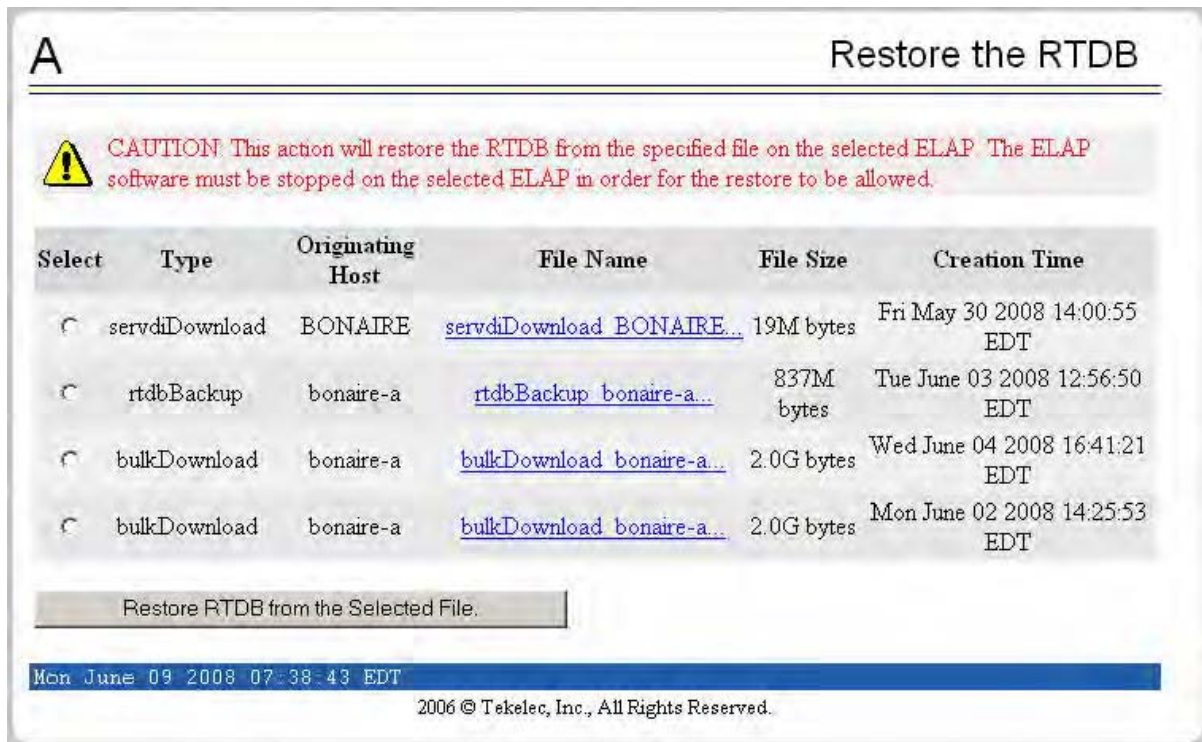 A
Restore the RTDB
CAUTION: This action will restore the RTDB from the specified file on the selected ELAP. The ELAP
software must be stopped on the selected ELAP in order for the restore to be allowed.
Select Type Originating Host File Name File Size Creation Time
servdiDownload BONAIRE servdiDownload_BONAIRE... 19M bytes Fri May 30 2008 14:00:55 EDT
rtdbBackup bonaire-a rtdbBackup_bonaire-a... 837M bytes Tue June 03 2008 12:56:50 EDT
bulkDownload bonaire-a bulkDownload_bonaire-a... 2.0G bytes Wed June 04 2008 16:41:21 EDT
bulkDownload bonaire-a bulkDownload_bonaire-a... 2.0G bytes Mon June 02 2008 14:25:53 EDT
Restore RTDB from the Selected File.
Mon June 09 2008 07:38:43 EDT
2006 © Tekelec, Inc., All Rights Reserved.